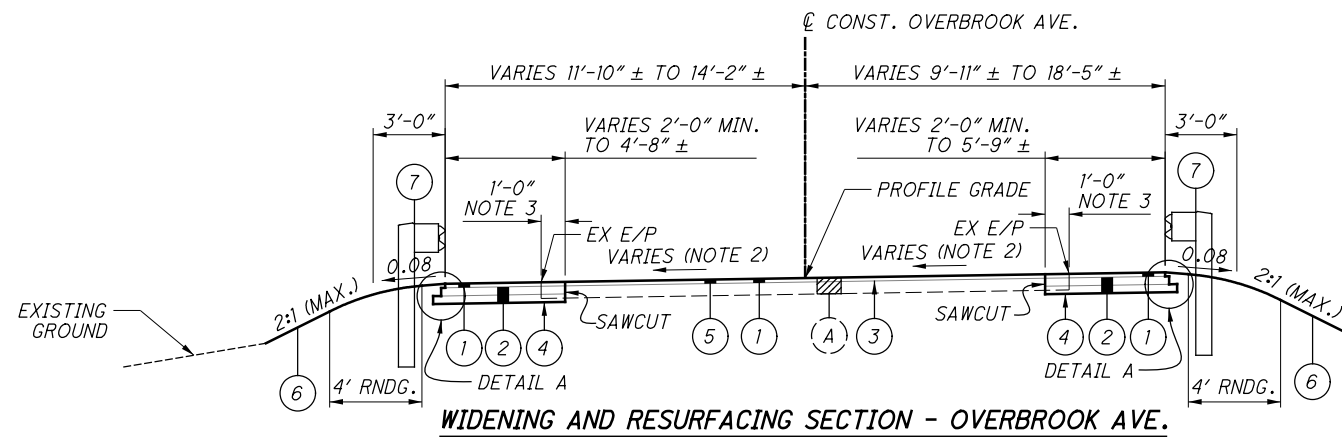 ℄ CONST. OVERBROOK AVE.
VARIES 11'-10" ± TO 14'-2" ±
VARIES 9'-11" ± TO 18'-5" ±
3'-0"
VARIES 2'-0" MIN.
TO 4'-8" ±
VARIES 2'-0" MIN.
TO 5'-9" ±
3'-0"
7
1'-0"
NOTE 3
PROFILE GRADE
1'-0"
NOTE 3
7
EX E/P
VARIES (NOTE 2)
EX E/P
VARIES (NOTE 2)
0.08
0.08
2:1 (MAX.)
2:1 (MAX.)
EXISTING
GROUND
SAWCUT
SAWCUT
1
2
4
5
1
A
3
4
2
1
6
DETAIL A
DETAIL A
6
4' RNDG.
4' RNDG.
WIDENING AND RESURFACING SECTION - OVERBROOK AVE.